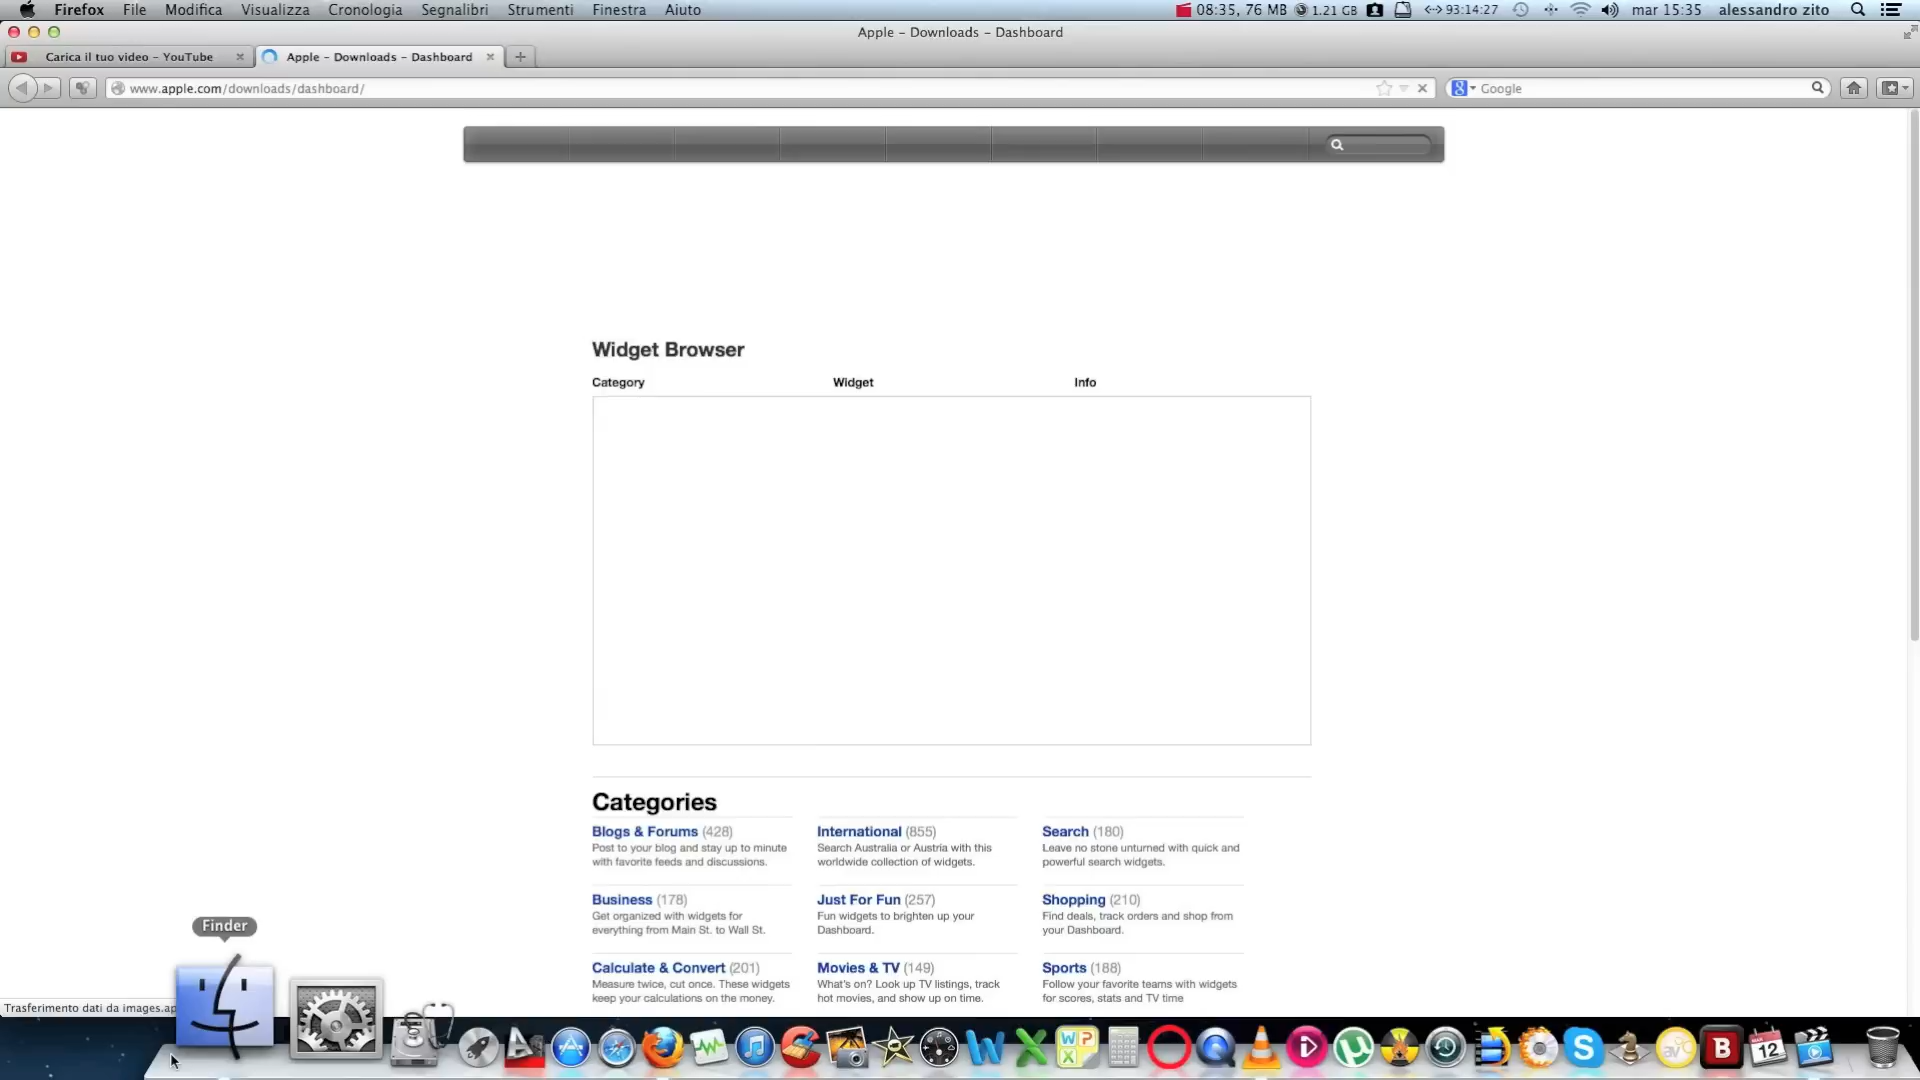 Firefox File Modifica Visualizza Cronologia Segnalibri Strumenti Finestra Aiuto 08:35, 76 MB 1.21 GB 93:14:27 mar 15:35 alessandro zito
Apple - Downloads - Dashboard
Carica il tuo video - YouTube
Apple - Downloads - Dashboard
www.apple.com/downloads/dashboard/
Google
Widget Browser
Category Widget Info
Categories
Blogs & Forums (428)
Post to your blog and stay up to minute
with favorite feeds and discussions.
International (855)
Search Australia or Austria with this
worldwide collection of widgets.
Search (180)
Leave no stone unturned with quick and
powerful search widgets.
Business (178)
Get organized with widgets for
everything from Main St. to Wall St.
Just For Fun (257)
Fun widgets to brighten up your
Dashboard.
Shopping (210)
Find deals, track orders and shop from
your Dashboard.
Calculate & Convert (201)
Measure twice, cut once. These widgets
keep your calculations on the money.
Movies & TV (149)
What's on? Look up TV listings, track
hot movies, and show up on time.
Sports (188)
Follow your favorite teams with widgets
for scores, stats and TV time
Finder
Trasferimento dati da images.ap
W
X
W P
X
S
av
B
12